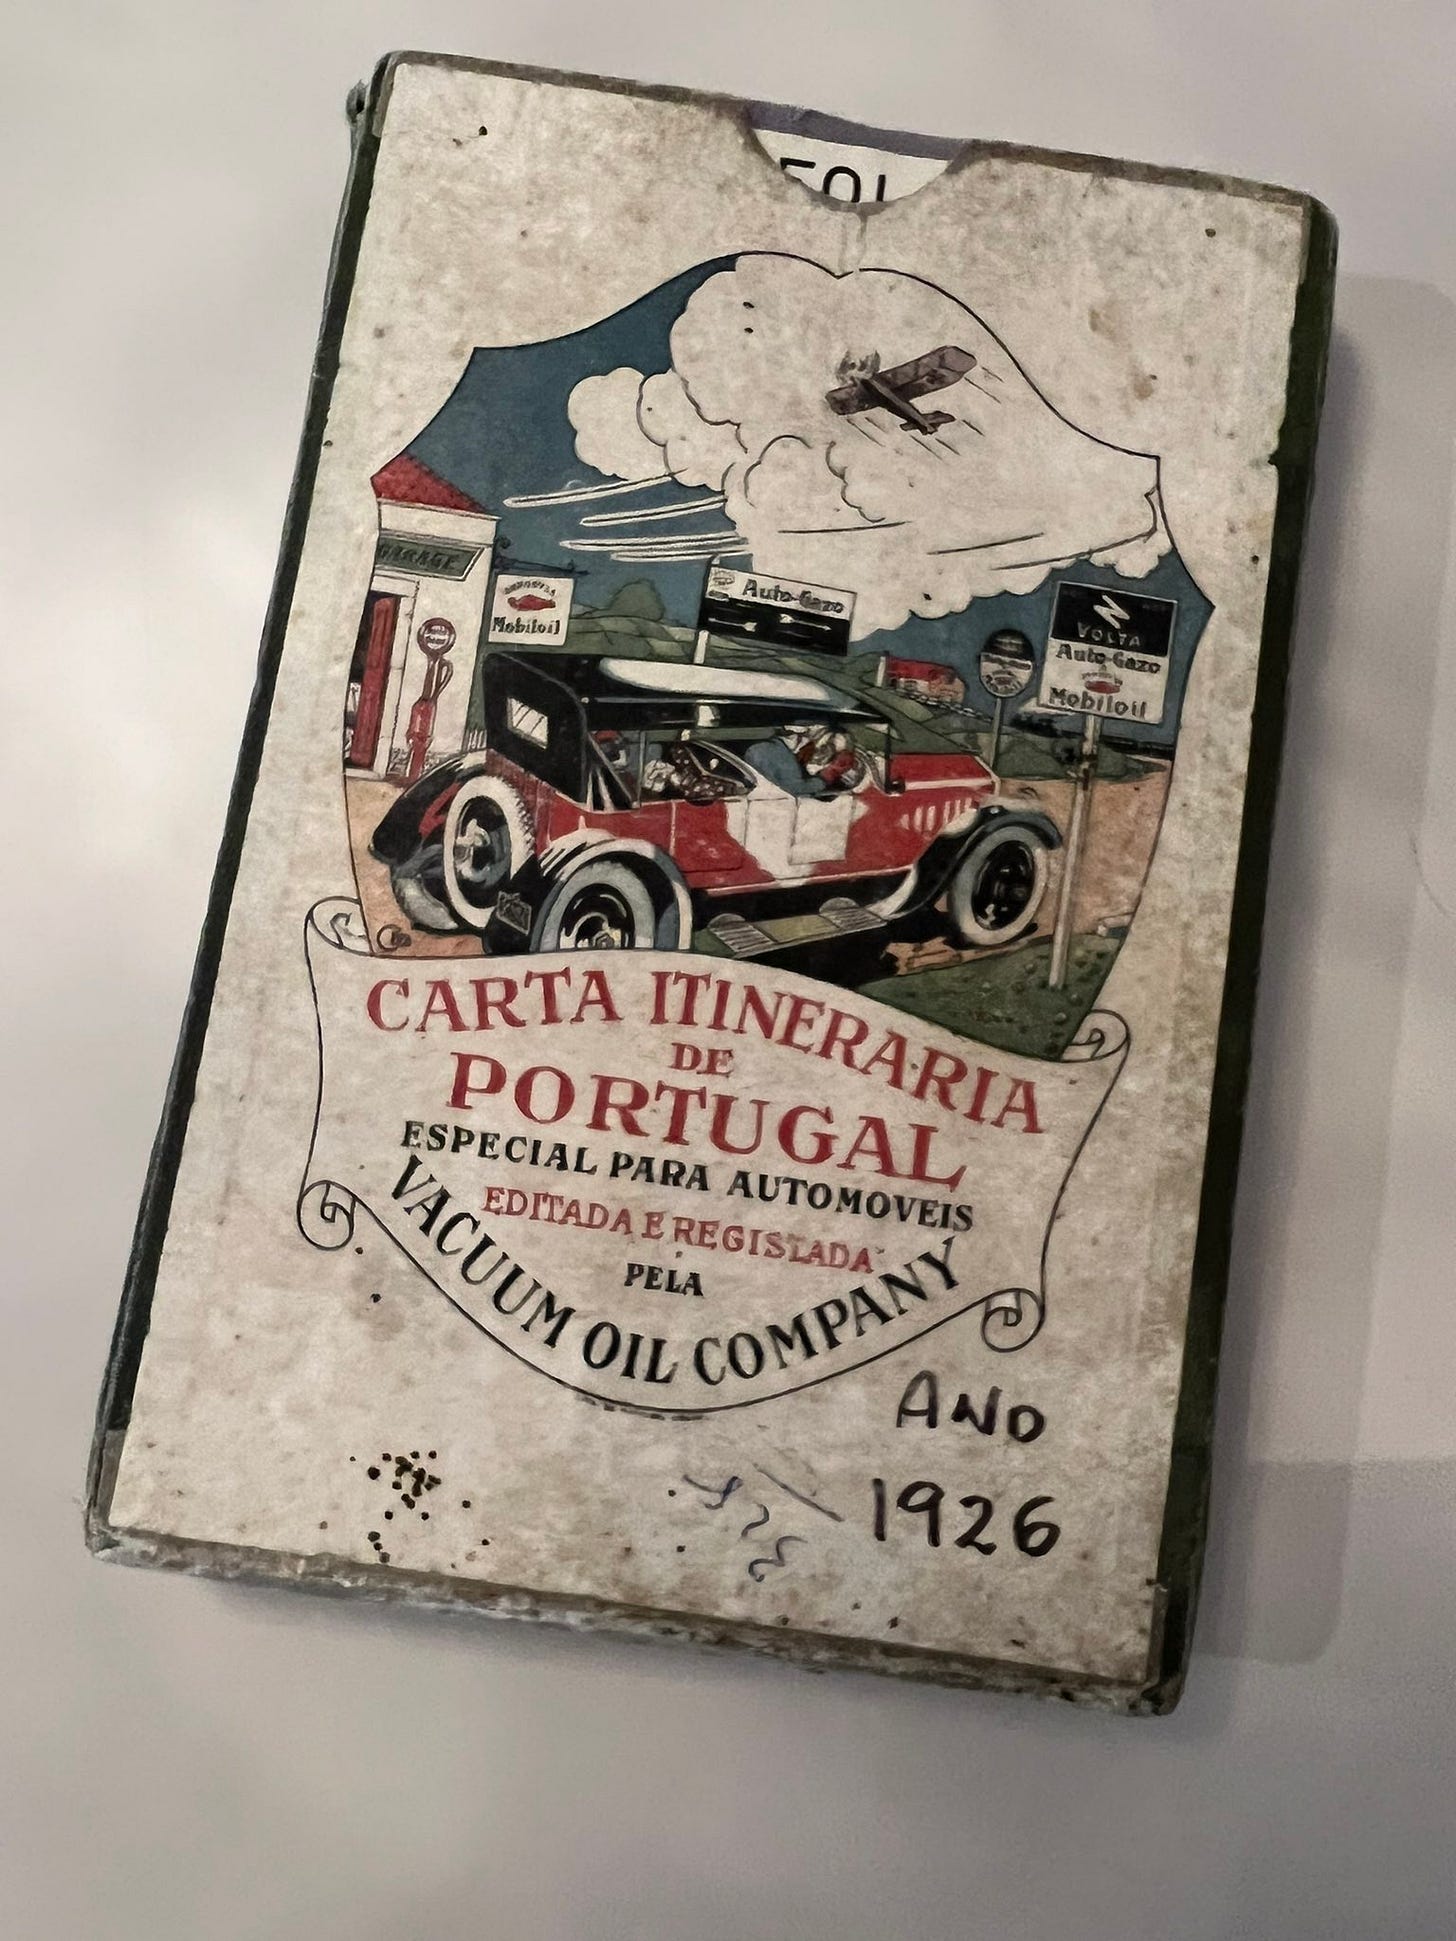 FOL
GARAGE
Mobiloil
Auto-Gazo
VOLTA
Auto-Gazo
Mobiloil
CARTA ITINERARIA
DE
PORTUGAL
ESPECIAL PARA AUTOMOVEIS
EDITADA E REGISTADA
PELA
VACUUM OIL COMPANY
ANO
1926